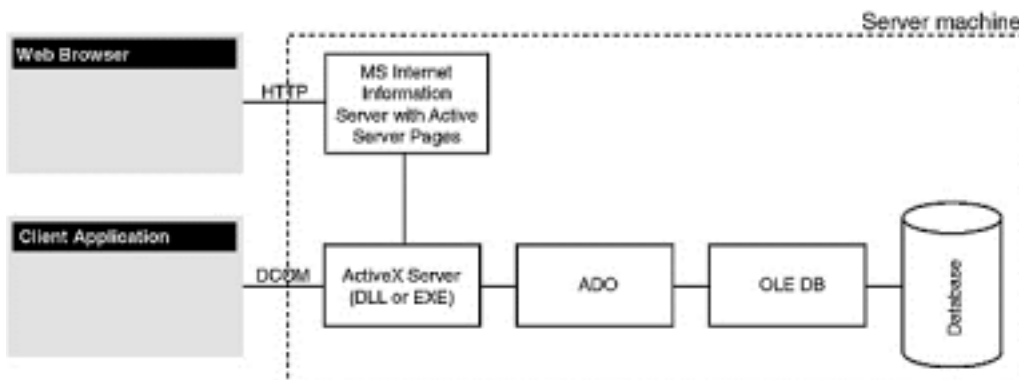 Server machine
Web Browser
HTTP
MS Internet
Information
Server with Active
Server Pages
Client Application
DCOM
ActiveX Server
(DLL or EXE)
ADO
OLE DB
Database